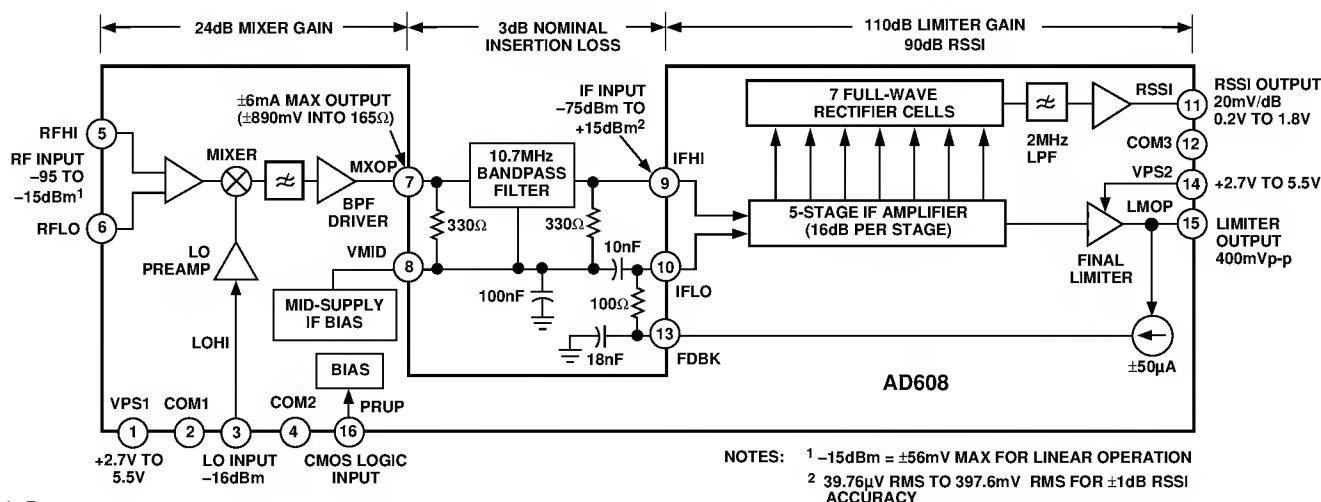 24dB MIXER GAIN
3dB NOMINAL
INSERTION LOSS
110dB LIMITER GAIN
90dB RSSI
±6mA MAX OUTPUT
(±890mV INTO 165Ω)
IF INPUT
–75dBm TO
+15dBm2
7 FULL-WAVE
RECTIFIER CELLS
2MHz
LPF
RSSI
11
RSSI OUTPUT
20mV/dB
0.2V TO 1.8V
COM3
12
VPS2
14
+2.7V TO 5.5V
LMOP
15
LIMITER
OUTPUT
400mVp-p
RFHI
5
RF INPUT
–95 TO
–15dBm1
RFLO
6
MIXER
MXOP
7
BPF
DRIVER
10.7MHz
BANDPASS
FILTER
IFHI
9
5-STAGE IF AMPLIFIER
(16dB PER STAGE)
FINAL
LIMITER
LO
PREAMP
VMID
8
330Ω
330Ω
10nF
10
IFLO
MID-SUPPLY
IF BIAS
100nF
100Ω
18nF
13
FDBK
±50µA
LOHI
BIAS
AD608
VPS1
COM1
COM2
PRUP
1
2
3
4
16
+2.7V TO
5.5V
LO INPUT
–16dBm
CMOS LOGIC
INPUT
NOTES: 1 –15dBm = ±56mV MAX FOR LINEAR OPERATION
2 39.76µV RMS TO 397.6mV RMS FOR ±1dB RSSI
ACCURACY